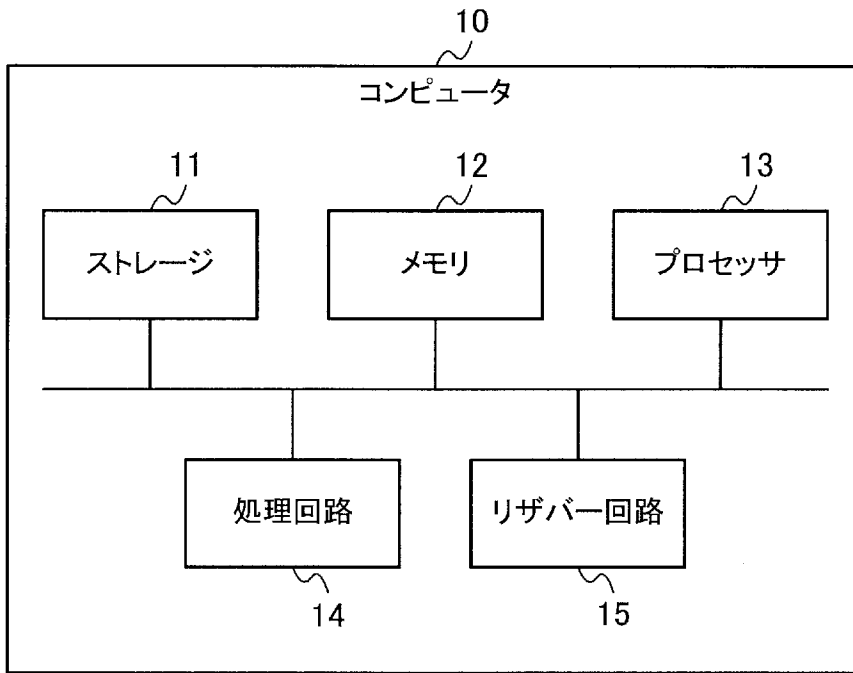 10
コンピュータ
11
12
13
ストレージ
メモリ
プロセッサ
処理回路
リザバー回路
14
15